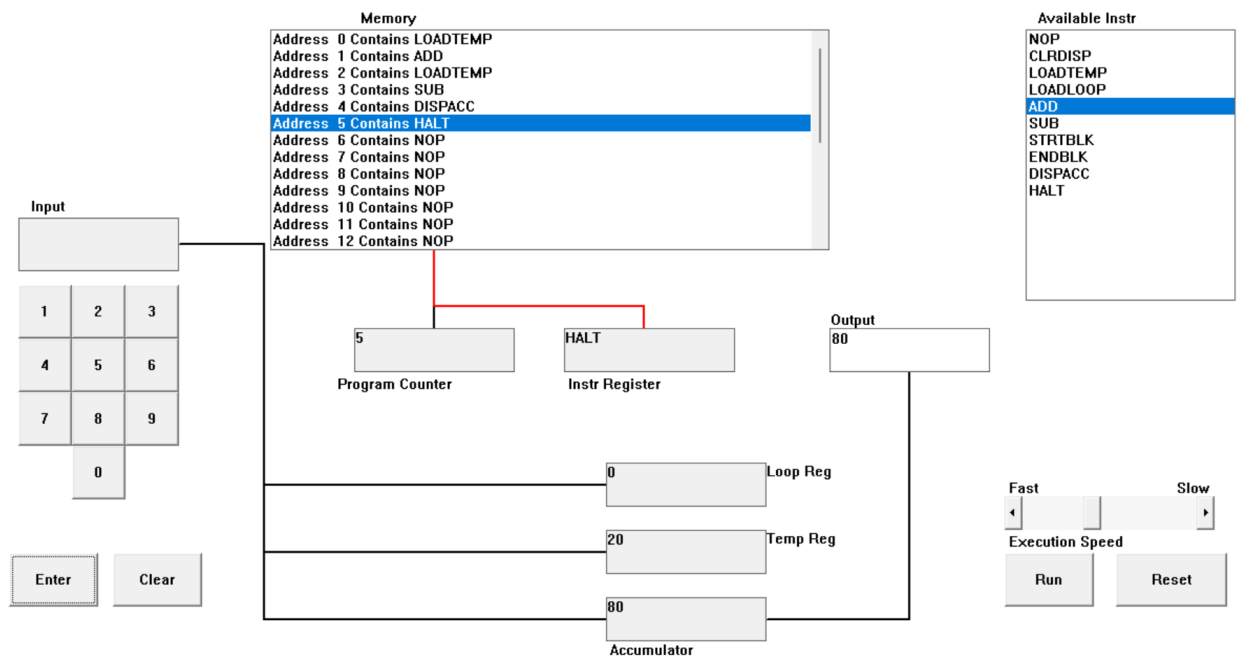 Memory
Available Instr
Address 0 Contains LOADTEMP
Address 1 Contains ADD
Address 2 Contains LOADTEMP
Address 3 Contains SUB
Address 4 Contains DISPACC
Address 5 Contains HALT
Address 6 Contains NOP
Address 7 Contains NOP
Address 8 Contains NOP
Address 9 Contains NOP
Address 10 Contains NOP
Address 11 Contains NOP
Address 12 Contains NOP
NOP
CLRDISP
LOADTEMP
LOADLOOP
ADD
SUB
STRTBLK
ENDBLK
DISPACC
HALT
Input
1 2 3
4 5 6
7 8 9
0
Enter Clear
5
Program Counter
HALT
Instr Register
Output
80
0 Loop Reg
20 Temp Reg
80
Accumulator
Fast Slow
Execution Speed
Run Reset